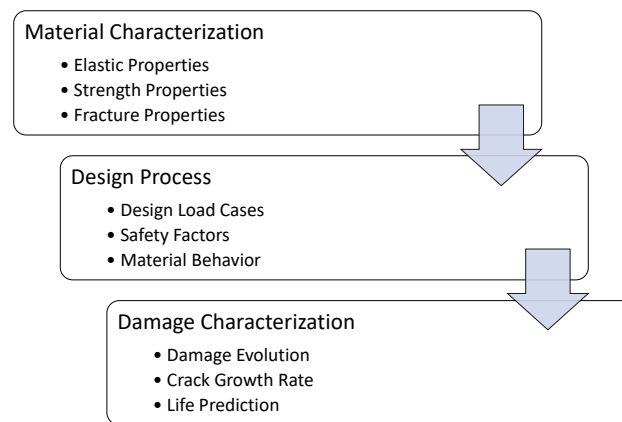 Material Characterization
• Elastic Properties
• Strength Properties
• Fracture Properties
Design Process
• Design Load Cases
• Safety Factors
• Material Behavior
Damage Characterization
• Damage Evolution
• Crack Growth Rate
• Life Prediction